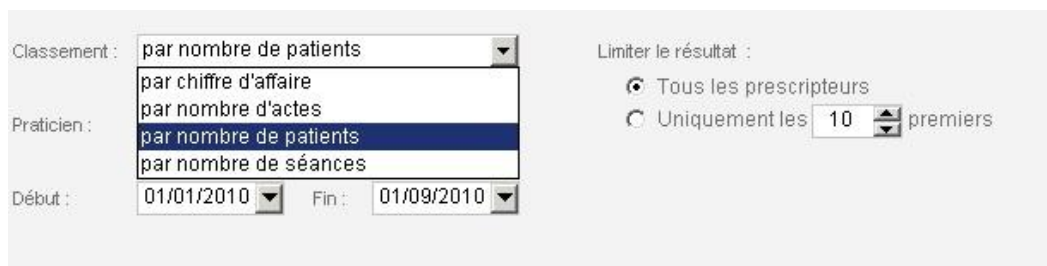 Classement : par nombre de patients
par chiffre d'affaire
par nombre d'actes
par nombre de patients
par nombre de séances
Praticien :
Début : 01/01/2010 Fin : 01/09/2010
Limiter le résultat :
Tous les prescripteurs
Uniquement les 10 premiers